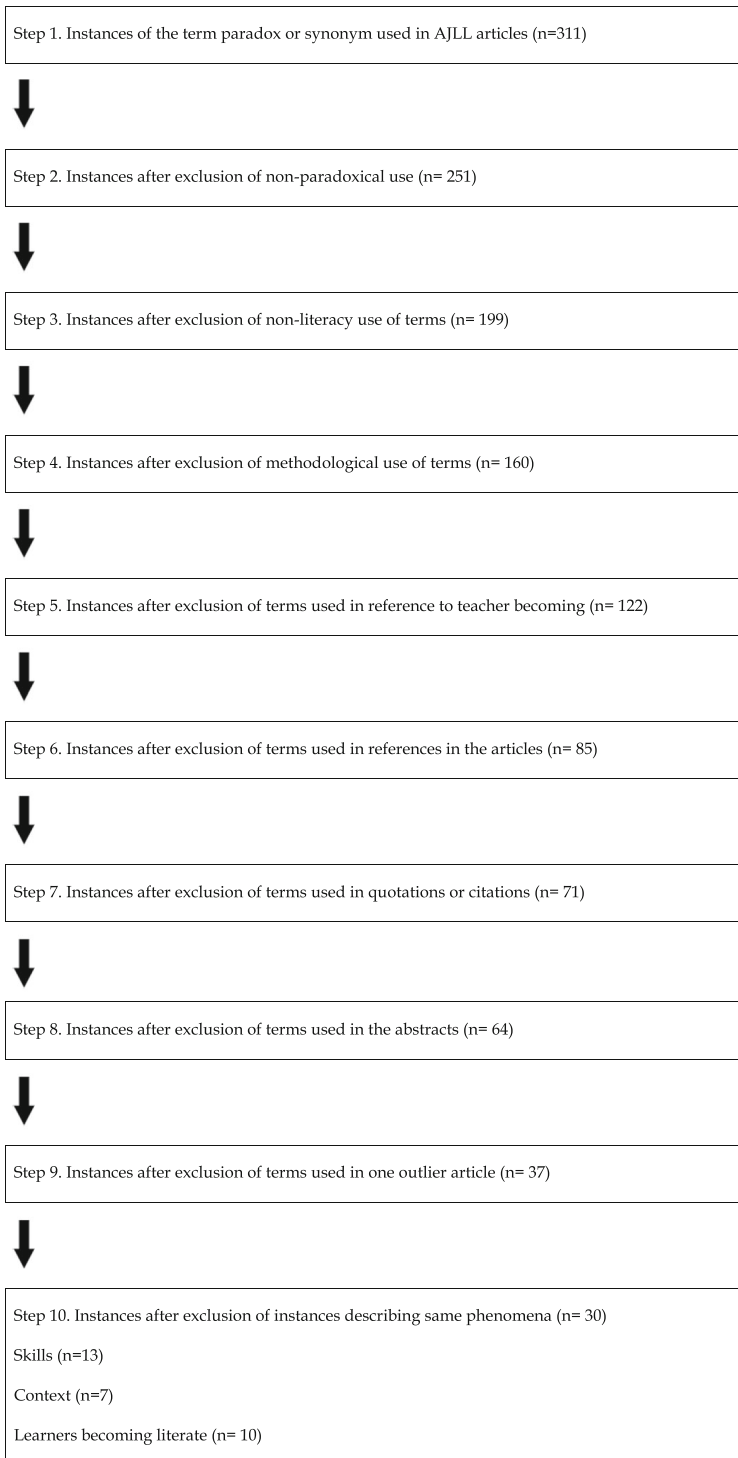 Step 1. Instances of the term paradox or synonym used in AJLL articles (n=311)
Step 2. Instances after exclusion of non-paradoxical use (n= 251)
Step 3. Instances after exclusion of non-literacy use of terms (n= 199)
Step 4. Instances after exclusion of methodological use of terms (n= 160)
Step 5. Instances after exclusion of terms used in reference to teacher becoming (n= 122)
Step 6. Instances after exclusion of terms used in references in the articles (n= 85)
Step 7. Instances after exclusion of terms used in quotations or citations (n= 71)
Step 8. Instances after exclusion of terms used in the abstracts (n= 64)
Step 9. Instances after exclusion of terms used in one outlier article (n= 37)
Step 10. Instances after exclusion of instances describing same phenomena (n= 30)
Skills (n=13)
Context (n=7)
Learners becoming literate (n= 10)